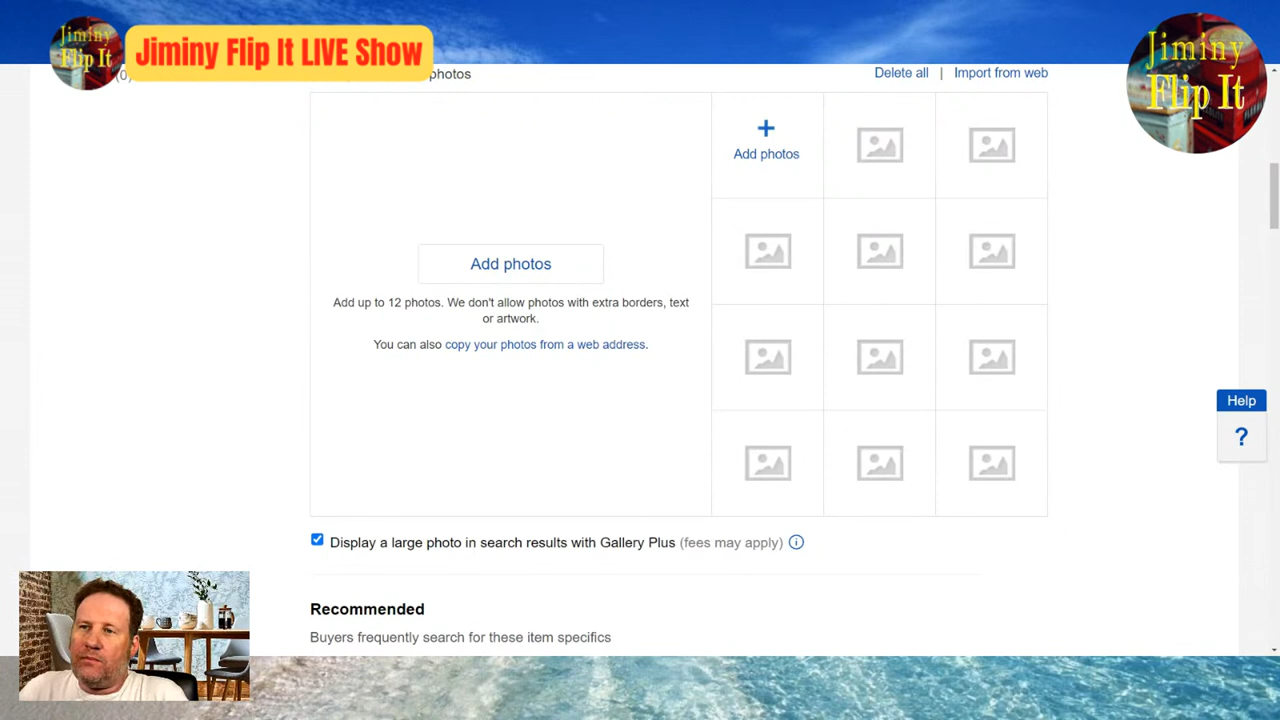 Jiminy
Flip It
Jiminy Flip It LIVE Show
Jiminy
Flip It
(0)
photos
Delete all | Import from web
+
Add photos
Add photos
Add up to 12 photos. We don't allow photos with extra borders, text
or artwork.
You can also copy your photos from a web address.
Help
?
Display a large photo in search results with Gallery Plus (fees may apply)
Recommended
Buyers frequently search for these item specifics